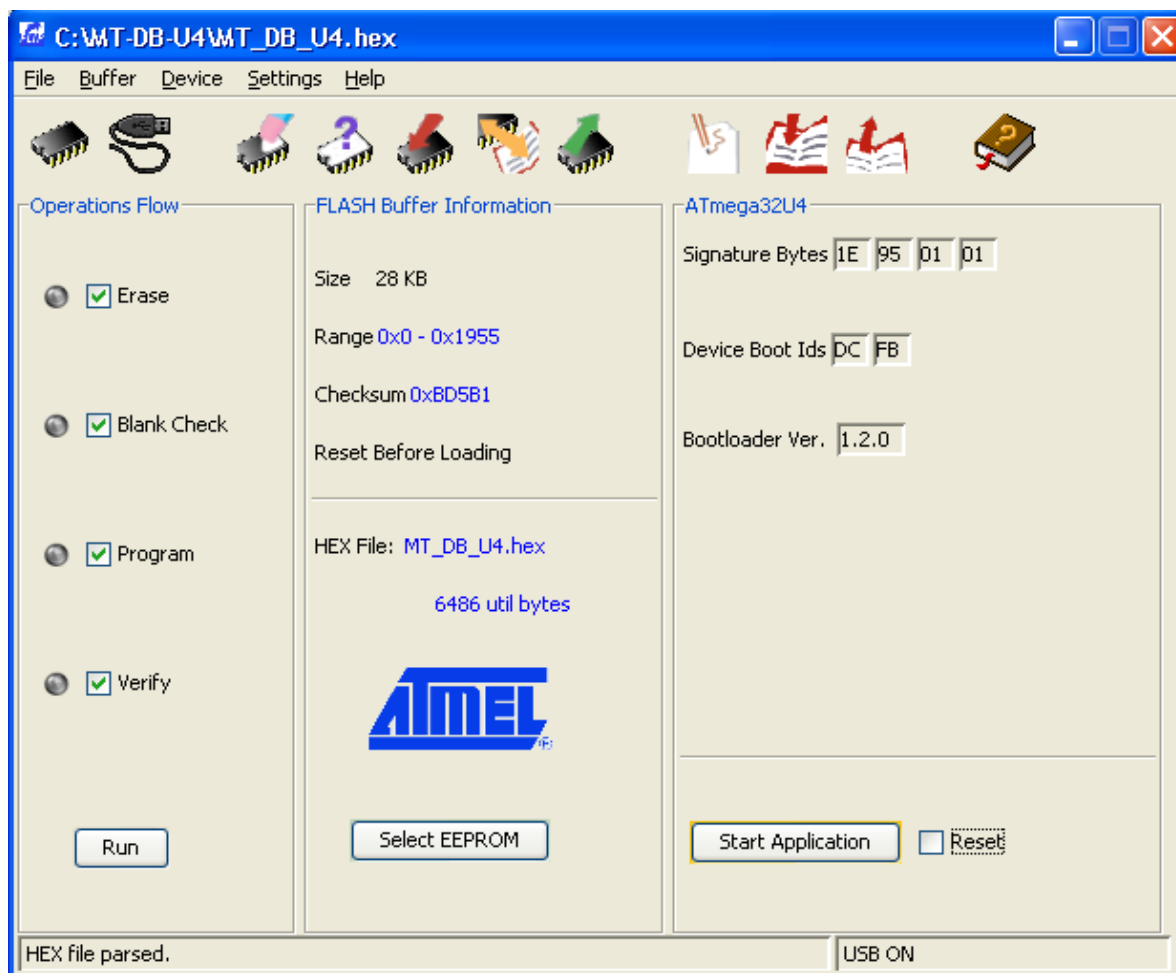 C:\MT-DB-U4\MT_DB_U4.hex
File Buffer Device Settings Help
Operations Flow
Erase
Blank Check
Program
Verify
Run
FLASH Buffer Information
Size 28 KB
Range 0x0 - 0x1955
Checksum 0xBD5B1
Reset Before Loading
HEX File: MT_DB_U4.hex
6486 util bytes
ATMEL®
Select EEPROM
ATmega32U4
Signature Bytes 1E 95 01 01
Device Boot Ids DC FB
Bootloader Ver. 1.2.0
Start Application Reset
HEX file parsed. USB ON